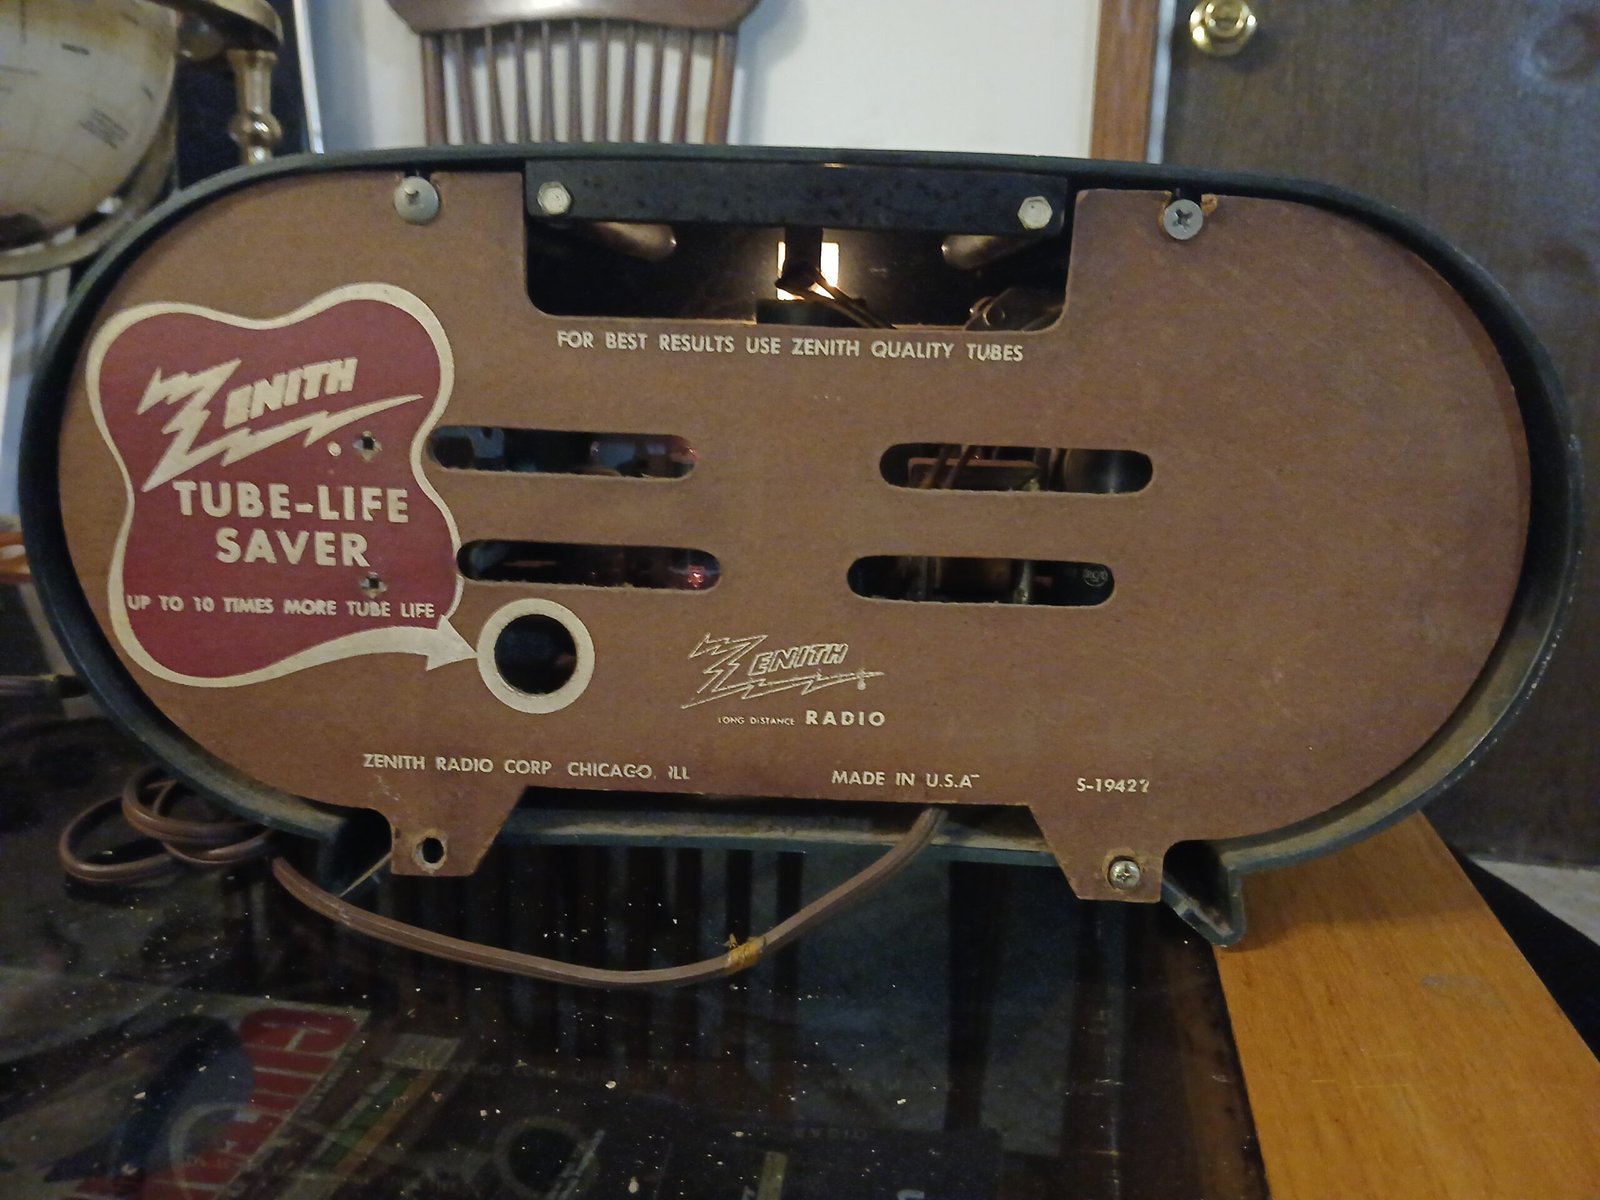 FOR BEST RESULTS USE ZENITH QUALITY TUBES
ZENITH
TUBE-LIFE
SAVER
UP TO 10 TIMES MORE TUBE LIFE
RCA
ZENITH
LONG DISTANCE RADIO
ZENITH RADIO CORP CHICAGO, ILL
MADE IN U.S.A